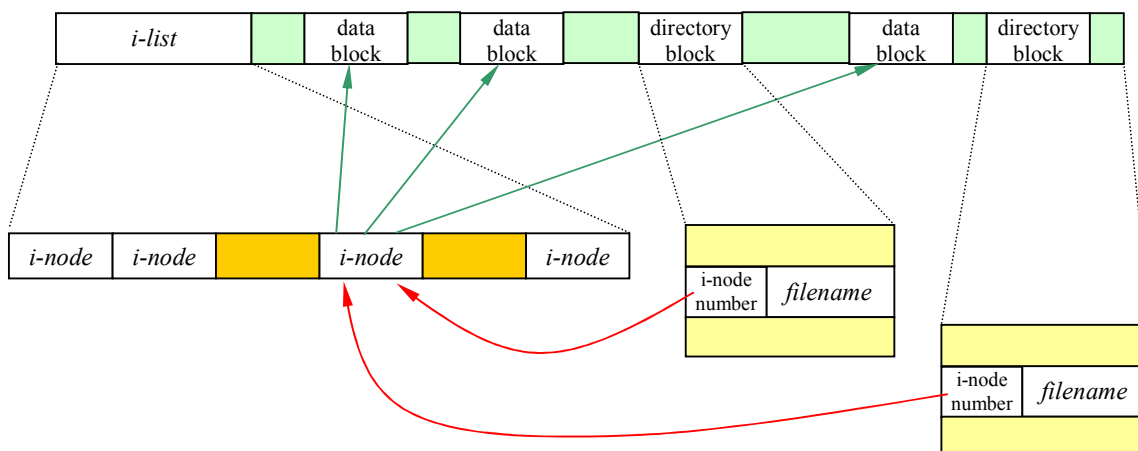 i-list
data
block
data
block
directory
block
data
block
directory
block
i-node
i-node
i-node
i-node
i-node
number
filename
i-node
number
filename